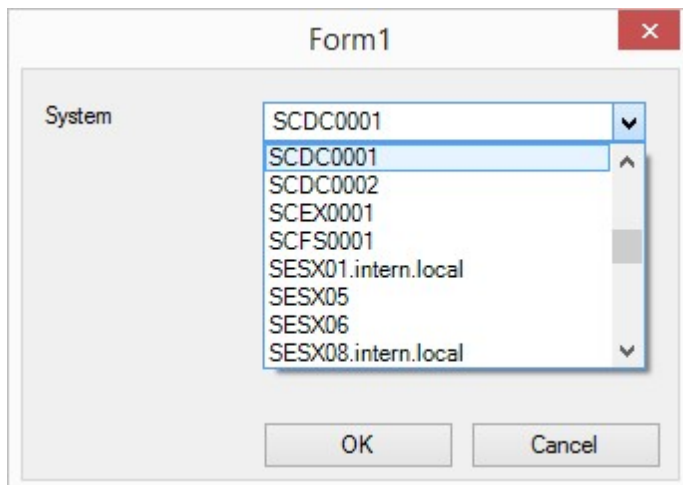 Form1
System
SCDC0001
SCDC0001
SCDC0002
SCEX0001
SCFS0001
SESX01.intern.local
SESX05
SESX06
SESX08.intern.local
OK
Cancel